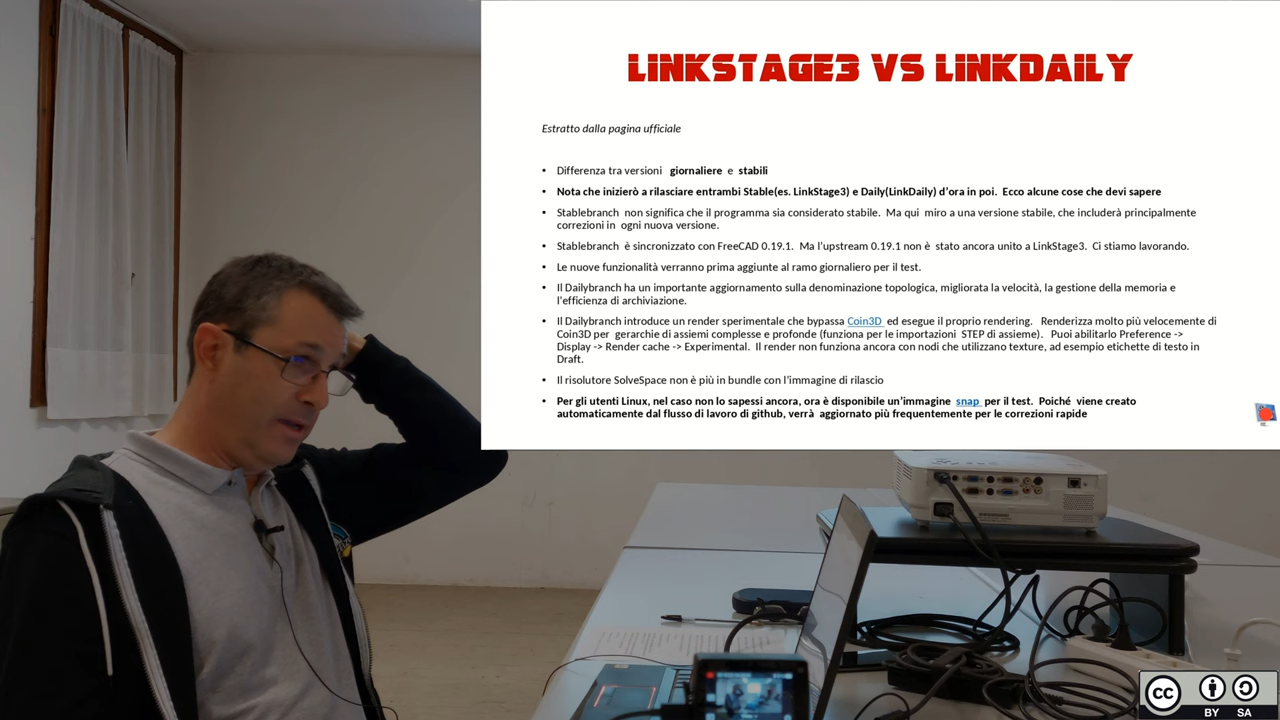 LINKSTAGE3 VS LINKDAILY
Estratto dalla pagina ufficiale
• Differenza tra versioni giornaliere e stabili
• Nota che inizierò a rilasciare entrambi Stable(es. LinkStage3) e Daily(LinkDaily) d'ora in poi. Ecco alcune cose che devi sapere
• Stablebranch non significa che il programma sia considerato stabile. Ma qui miro a una versione stabile, che includerà principalmente
correzioni in ogni nuova versione.
• Stablebranch è sincronizzato con FreeCAD 0.19.1. Ma l'upstream 0.19.1 non è stato ancora unito a LinkStage3. Ci stiamo lavorando.
• Le nuove funzionalità verranno prima aggiunte al ramo giornaliero per il test.
• Il Dailybranch ha un importante aggiornamento sulla denominazione topologica, migliorata la velocità, la gestione della memoria e
l'efficienza di archiviazione.
• Il Dailybranch introduce un render sperimentale che bypassa Coin3D ed esegue il proprio rendering. Renderizza molto più velocemente di
Coin3D per gerarchie di assiemi complesse e profonde (funziona per le importazioni STEP di assieme). Puoi abilitarlo Preference ->
Display -> Render cache -> Experimental. Il render non funziona ancora con nodi che utilizzano texture, ad esempio etichette di testo in
Draft.
• Il risolutore SolveSpace non è più in bundle con l'immagine di rilascio
• Per gli utenti Linux, nel caso non lo sapessi ancora, ora è disponibile un'immagine snap per il test. Poiché viene creato
automaticamente dal flusso di lavoro di github, verrà aggiornato più frequentemente per le correzioni rapide
cc
BY SA